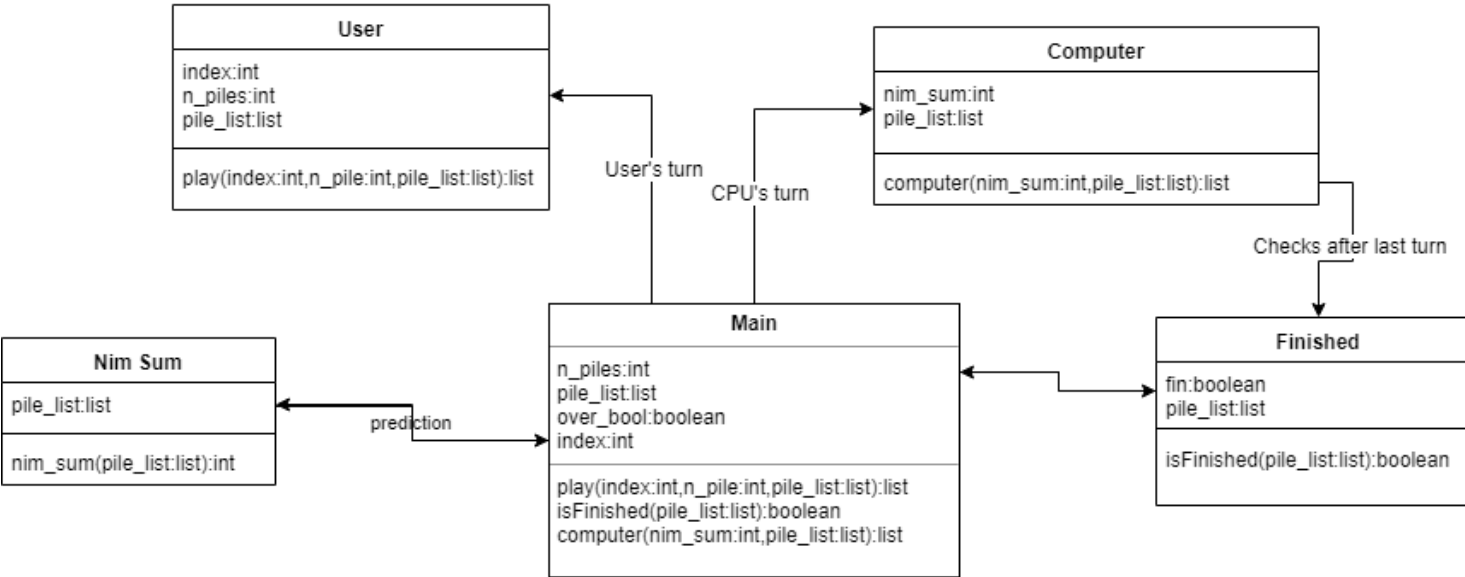 User
index:int
n_piles:int
pile_list:list
play(index:int,n_pile:int,pile_list:list):list
Computer
nim_sum:int
pile_list:list
computer(nim_sum:int,pile_list:list):list
User's turn
CPU's turn
Checks after last turn
Nim Sum
pile_list:list
nim_sum(pile_list:list):int
prediction
Main
n_piles:int
pile_list:list
over_bool:boolean
index:int
play(index:int,n_pile:int,pile_list:list):list
isFinished(pile_list:list):boolean
computer(nim_sum:int,pile_list:list):list
Finished
fin:boolean
pile_list:list
isFinished(pile_list:list):boolean